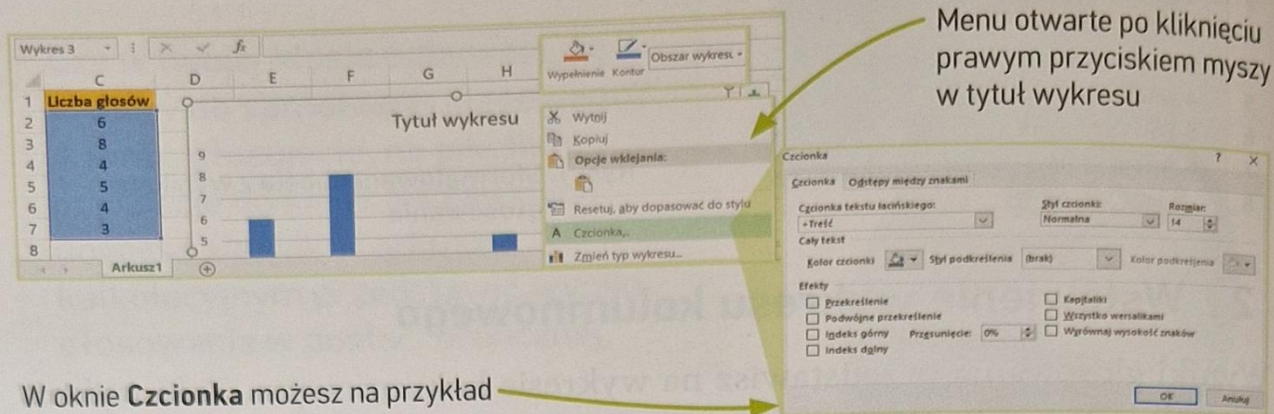 Menu otwarte po kliknięciu
prawym przyciskiem myszy
w tytuł wykresu
Wykres 3
fx
C D E F G H
1 Liczba głosów
2 6
3 8
4 4
5 5
6 4
7 3
8
Arkusz1
Tytuł wykresu
9
8
7
6
5
Wypełnienie Kontur
Obszar wykresu
Wytnij
Kopiuj
Opcje wklejania:
Resetuj, aby dopasować do stylu
A Czcionka...
Zmień typ wykresu...
Czcionka ? X
Czcionka Odstępy między znakami
Czcionka tekstu łacińskiego: Styl czcionki: Rozmiar:
+Treść Normalna 14
Cały tekst
Kolor czcionki Styl podkreślenia (brak) Kolor podkreślenia
Efekty
Przekreślenie Kapitaliki
Podwójne przekreślenie Wszystko wersalikami
Indeks górny Przesunięcie: 0% Wyrównaj wysokość znaków
Indeks dolny
OK Anuluj
W oknie Czcionka możesz na przykład